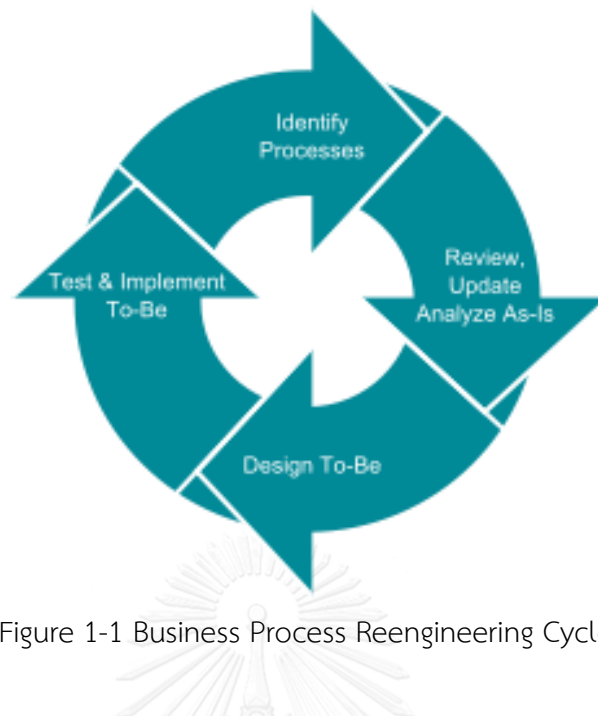 Identify
Processes
Review,
Update
Analyze As-Is
Test & Implement
To-Be
Design To-Be
Figure 1-1 Business Process Reengineering Cycl